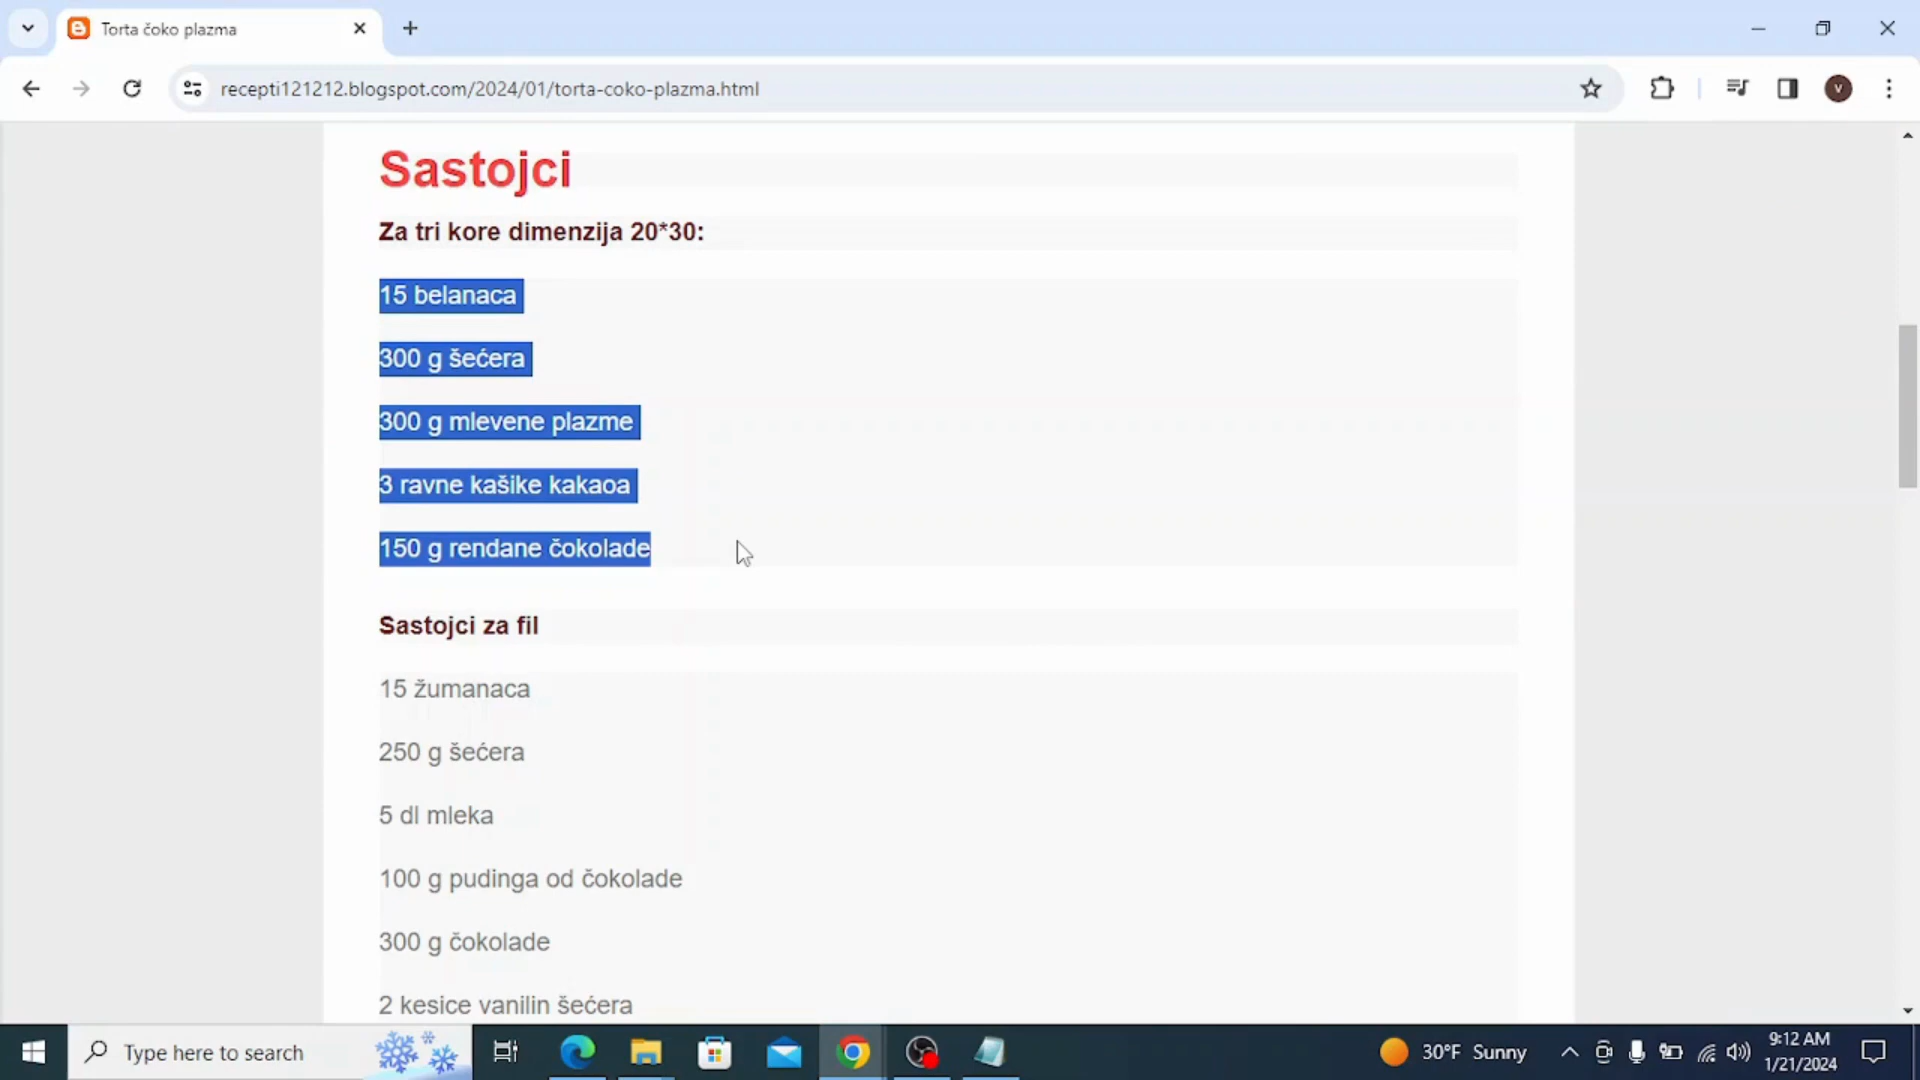 Torta čoko plazma
recepti121212.blogspot.com/2024/01/torta-coko-plazma.html
V
Sastojci
Za tri kore dimenzija 20*30:
15 belanaca
300 g šećera
300 g mlevene plazme
3 ravne kašike kakaoa
150 g rendane čokolade
Sastojci za fil
15 žumanaca
250 g šećera
5 dl mleka
100 g pudinga od čokolade
300 g čokolade
2 kesice vanilin šećera
Type here to search
30°F Sunny
9:12 AM
1/21/2024